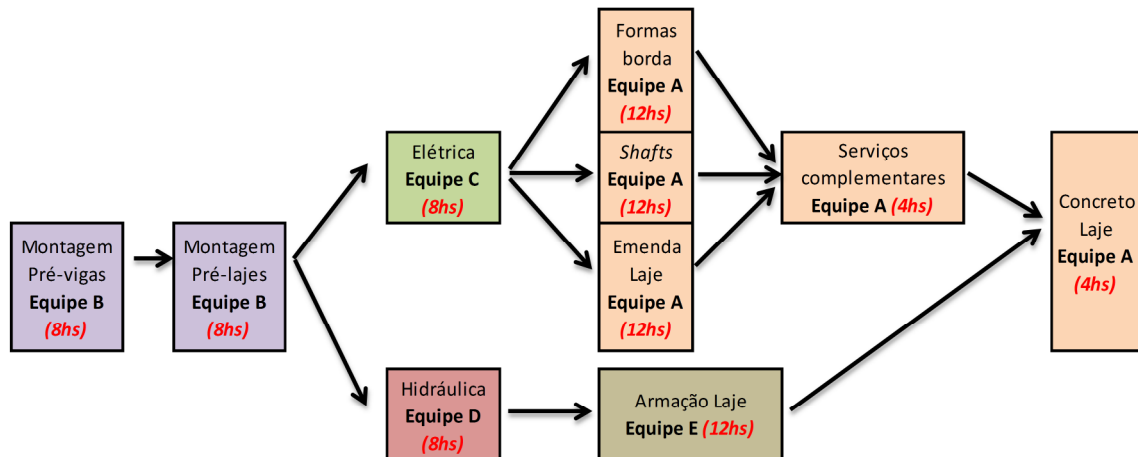 Montagem
Pré-vigas
Equipe B
(8hs)
Montagem
Pré-lajes
Equipe B
(8hs)
Elétrica
Equipe C
(8hs)
Hidráulica
Equipe D
(8hs)
Formas
borda
Equipe A
(12hs)
Shafts
Equipe A
(12hs)
Emenda
Laje
Equipe A
(12hs)
Armação Laje
Equipe E (12hs)
Serviços
complementares
Equipe A (4hs)
Concreto
Laje
Equipe A
(4hs)